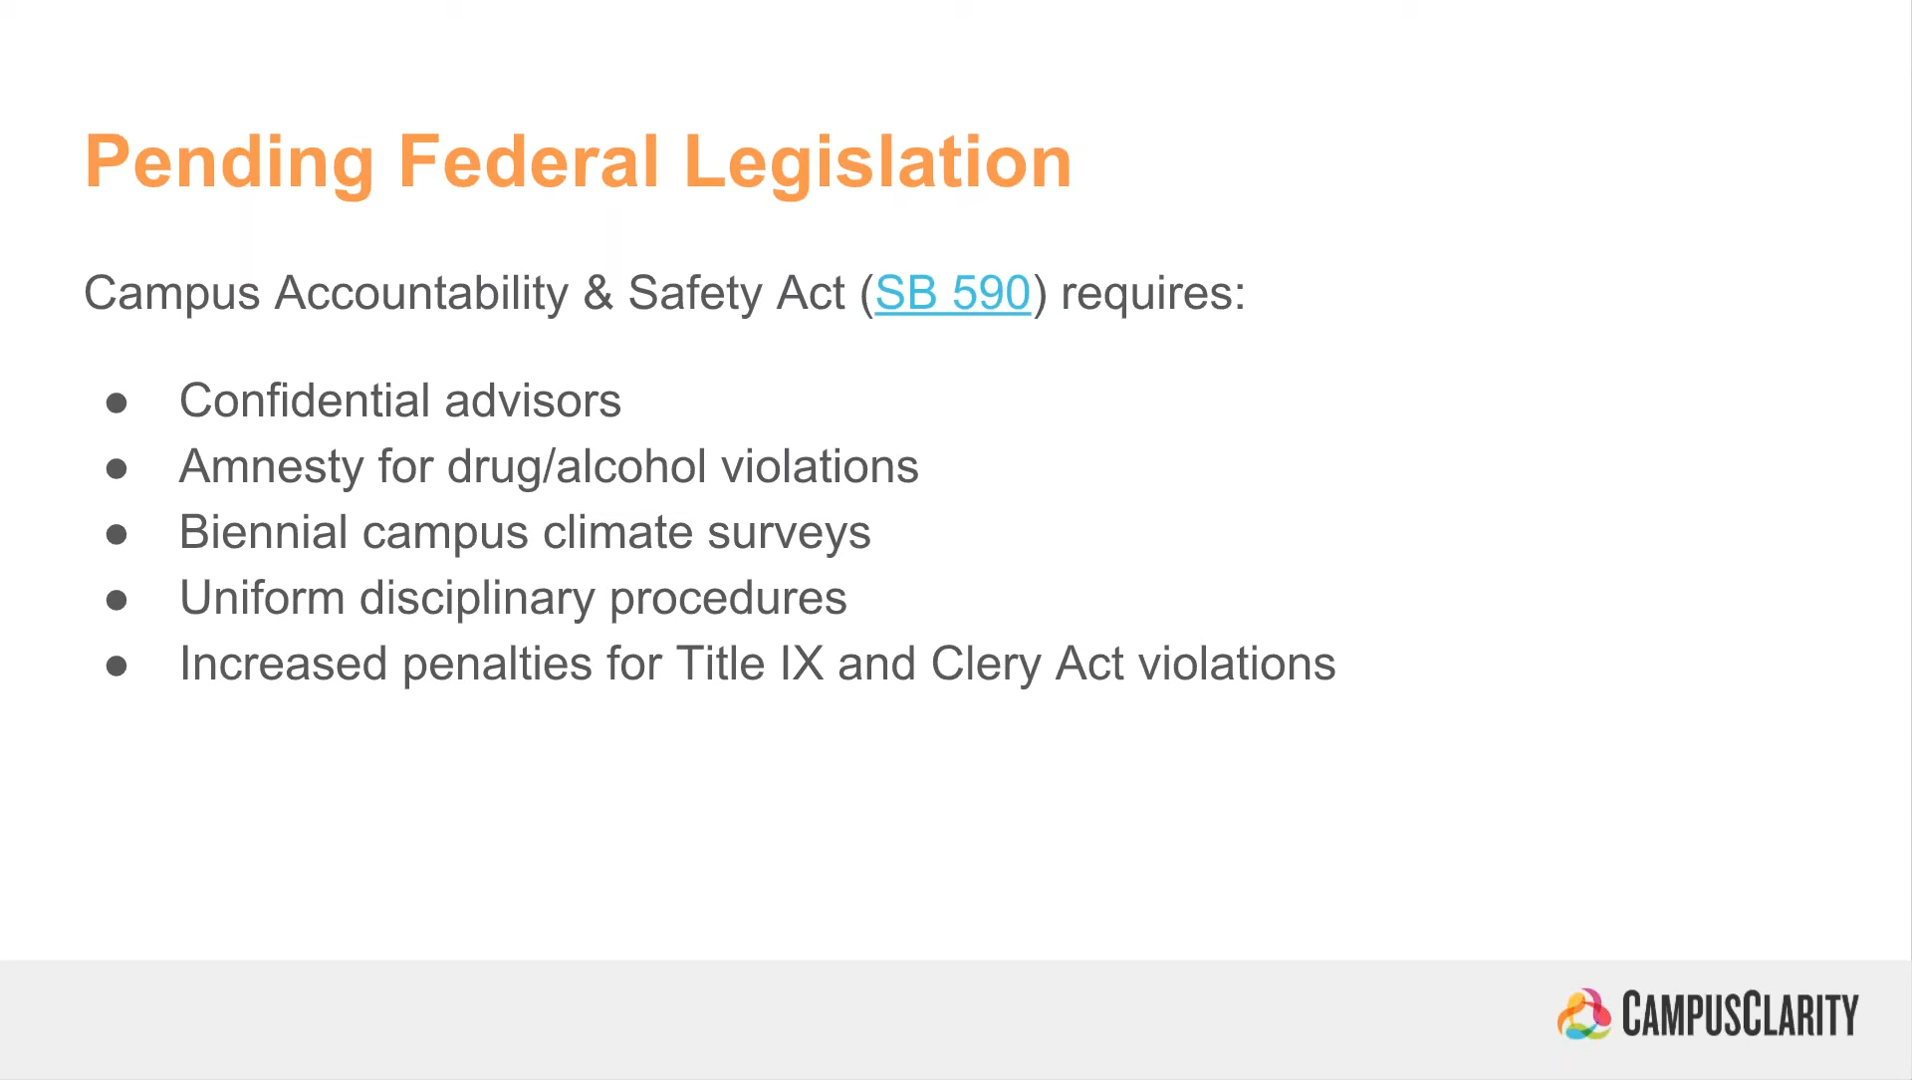 Pending Federal Legislation
Campus Accountability & Safety Act (SB 590) requires:
● Confidential advisors
● Amnesty for drug/alcohol violations
● Biennial campus climate surveys
● Uniform disciplinary procedures
● Increased penalties for Title IX and Clery Act violations
CAMPUSCLARITY